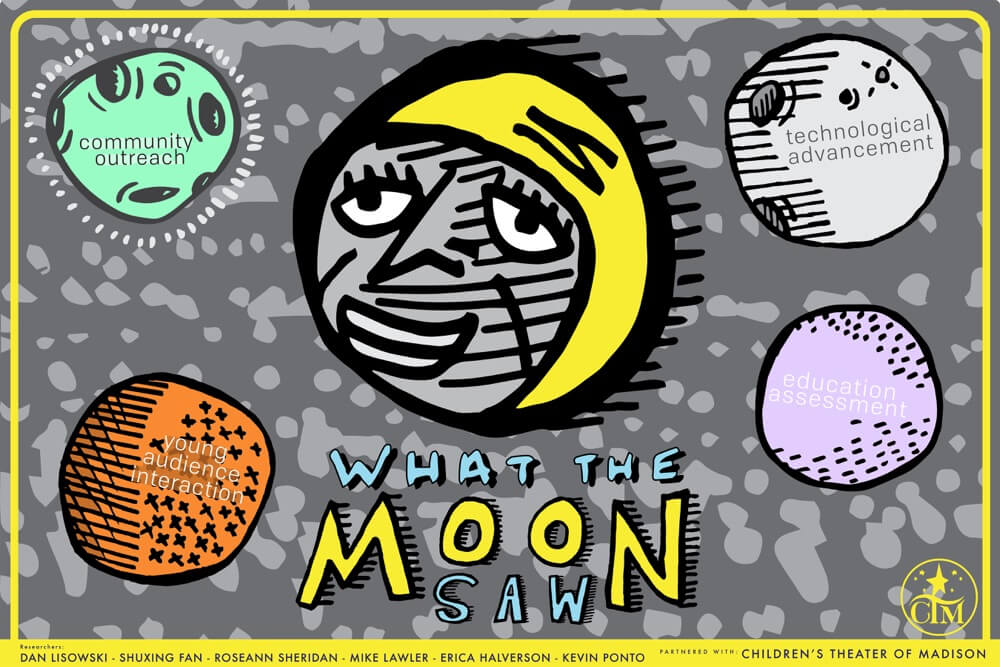 community
outreach
technological
advancement
young
audience
interaction
education
assessment
WHAT THE
MOON
SAW
CTM
Researchers:
DAN LISOWSKI - SHUXING FAN - ROSEANN SHERIDAN - MIKE LAWLER - ERICA HALVERSON - KEVIN PONTO
PARTNERED WITH: CHILDREN'S THEATER OF MADISON